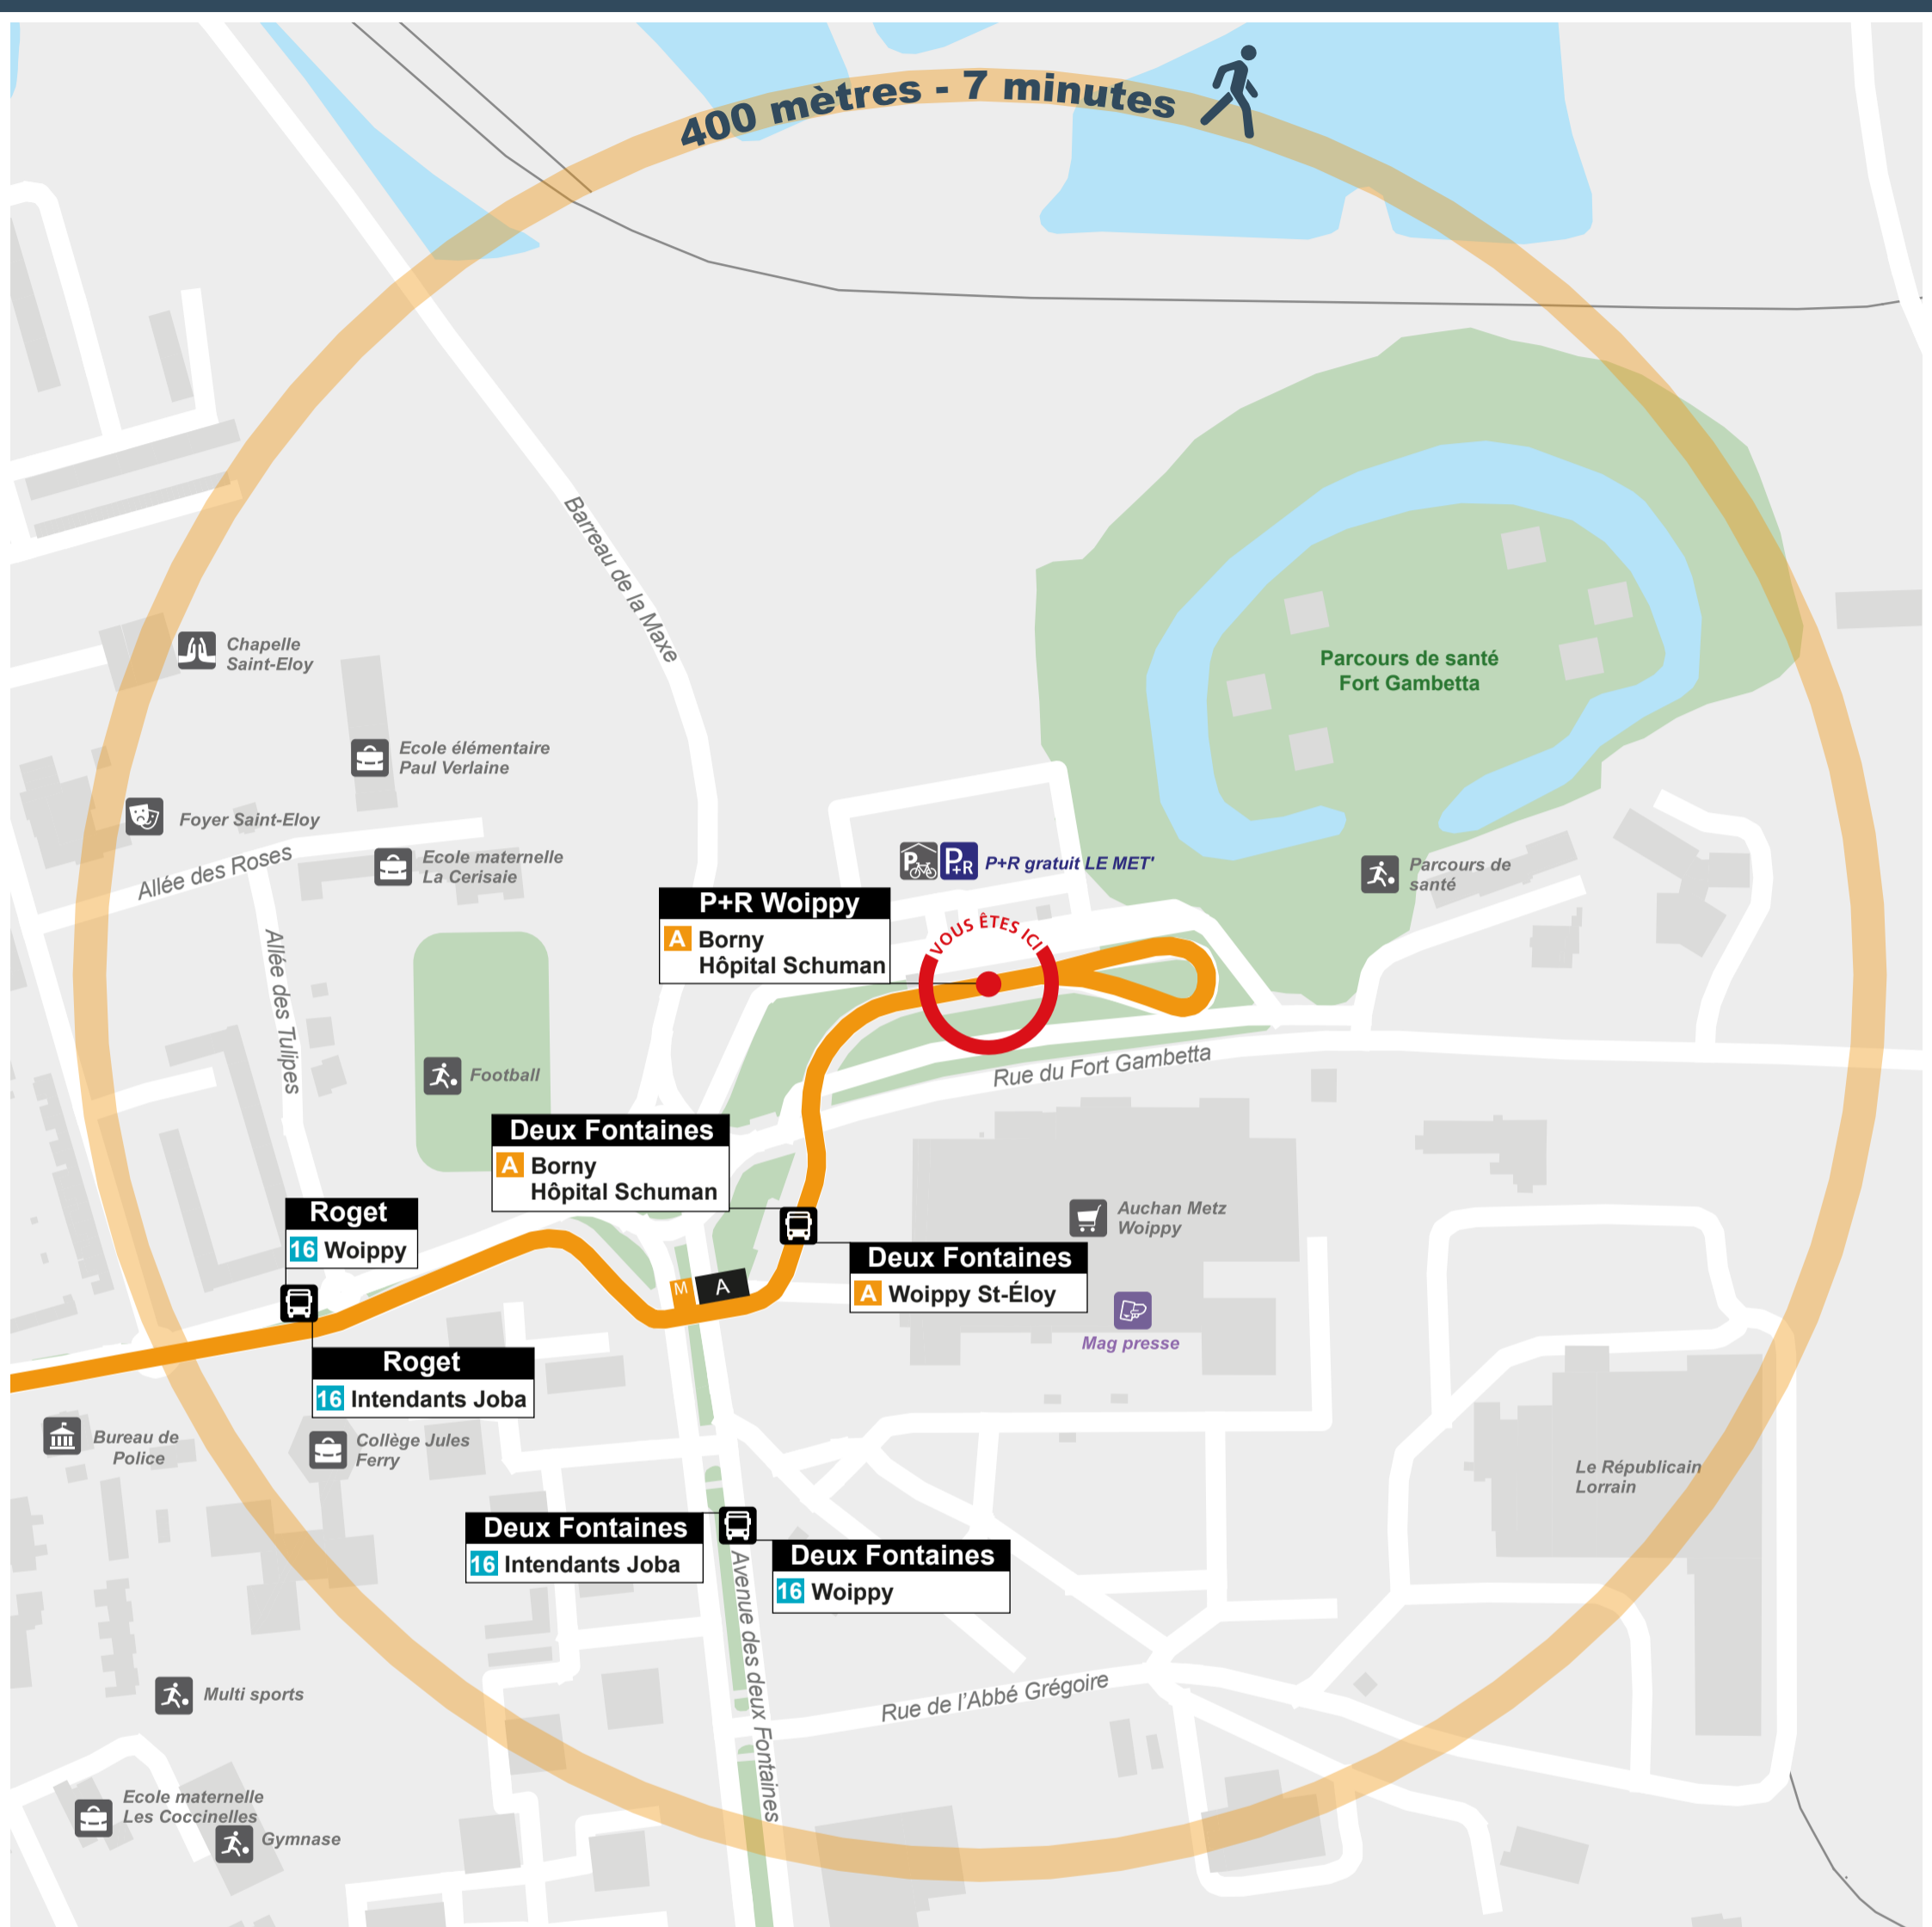 400 mètres - 7 minutes
Barreau de la Maxe
Chapelle
Saint-Eloy
Parcours de santé
Fort Gambetta
Ecole élémentaire
Paul Verlaine
Foyer Saint-Eloy
Allée des Roses
Ecole maternelle
La Cerisaie
P
P+R
P+R gratuit LE MET'
Parcours de
santé
P+R Woippy
A Borny
Hôpital Schuman
VOUS ÊTES ICI
Allée des Tulipes
Football
Rue du Fort Gambetta
Deux Fontaines
A Borny
Hôpital Schuman
Roget
16 Woippy
Auchan Metz
Woippy
Deux Fontaines
A Woippy St-Éloy
M A
Mag presse
Roget
16 Intendants Joba
Bureau de
Police
Collège Jules
Ferry
Le Républicain
Lorrain
Deux Fontaines
16 Intendants Joba
Deux Fontaines
16 Woippy
Avenue des deux Fontaines
Rue de l'Abbé Grégoire
Multi sports
Ecole maternelle
Les Coccinelles
Gymnase